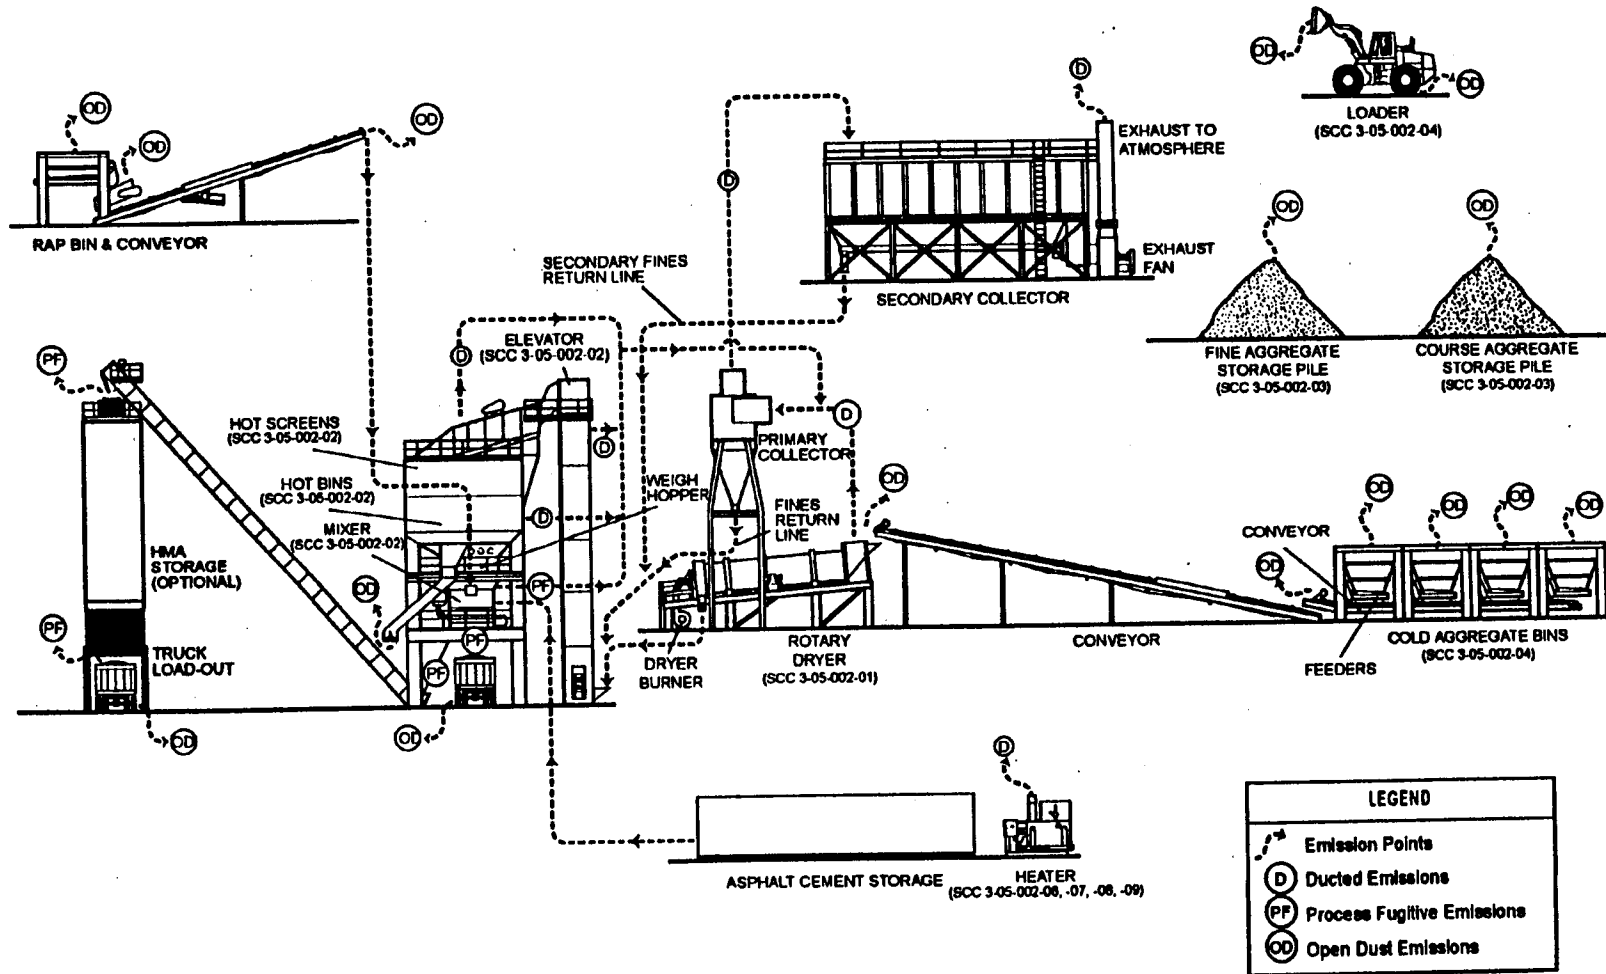 OD
OD
LOADER
(SCC 3-05-002-04)
OD
OD
OD
RAP BIN & CONVEYOR
D
D
EXHAUST TO
ATMOSPHERE
EXHAUST
FAN
SECONDARY COLLECTOR
SECONDARY FINES
RETURN LINE
OD
OD
FINE AGGREGATE
STORAGE PILE
(SCC 3-05-002-03)
COURSE AGGREGATE
STORAGE PILE
(SCC 3-05-002-03)
PF
D
ELEVATOR
(SCC 3-05-002-02)
HOT SCREENS
(SCC 3-05-002-02)
D
HOT BINS
(SCC 3-05-002-02)
D
MIXER
(SCC 3-05-002-02)
WEIGH
HOPPER
PRIMARY
COLLECTOR
D
FINES
RETURN
LINE
OD
HMA
STORAGE
(OPTIONAL)
OD
PF
PF
PF
PF
TRUCK
LOAD-OUT
OD
OD
D
DRYER
BURNER
ROTARY
DRYER
(SCC 3-05-002-01)
CONVEYOR
OD
OD
OD
OD
CONVEYOR
OD
FEEDERS
COLD AGGREGATE BINS
(SCC 3-05-002-04)
D
ASPHALT CEMENT STORAGE
HEATER
(SCC 3-05-002-06, -07, -08, -09)
LEGEND
Emission Points
D Ducted Emissions
PF Process Fugitive Emissions
OD Open Dust Emissions